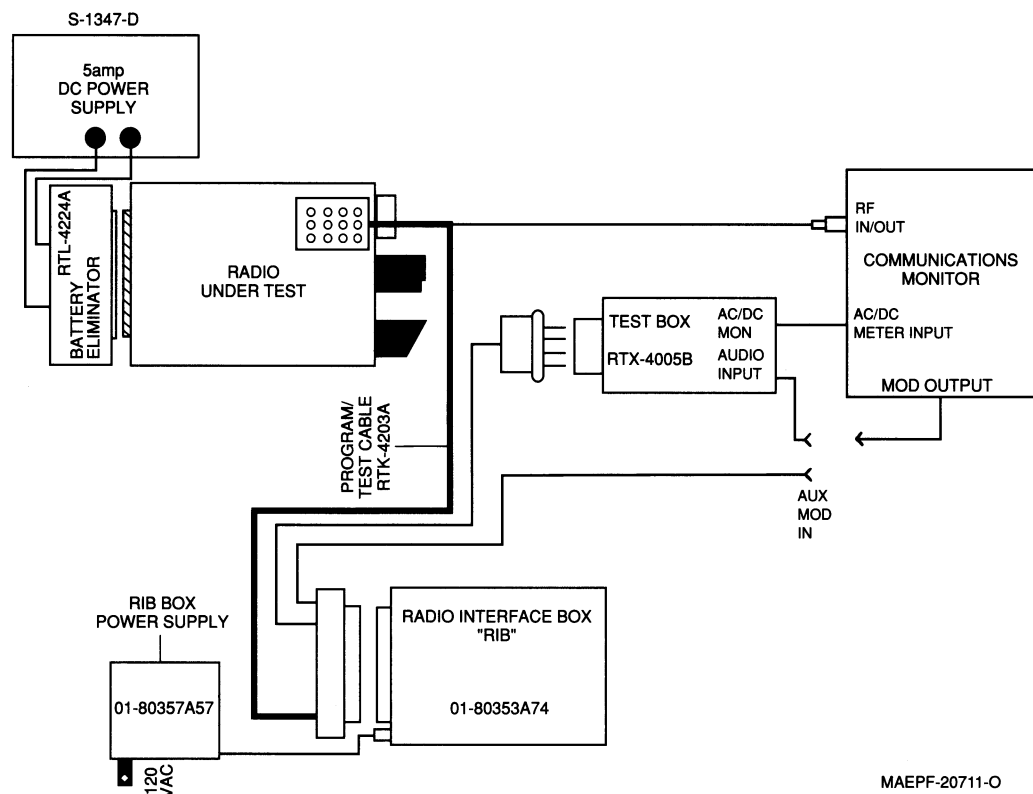 S-1347-D
5amp
DC POWER
SUPPLY
RTL-4224A
BATTERY
ELIMINATOR
RADIO
UNDER TEST
RF
IN/OUT
COMMUNICATIONS
MONITOR
AC/DC
METER INPUT
MOD OUTPUT
TEST BOX
RTX-4005B
AC/DC
MON
AUDIO
INPUT
PROGRAM/
TEST CABLE
RTK-4203A
AUX
MOD
IN
RIB BOX
POWER SUPPLY
01-80357A57
120
VAC
RADIO INTERFACE BOX
"RIB"
01-80353A74
MAEPF-20711-O